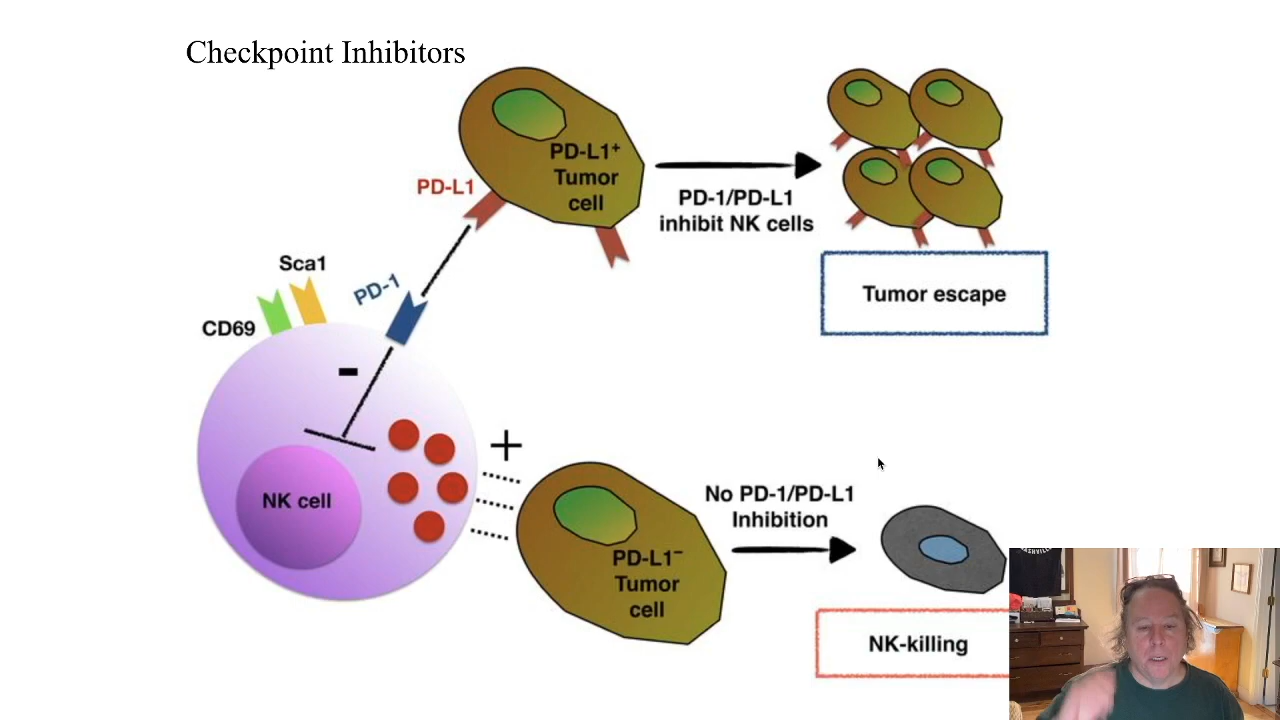 Checkpoint Inhibitors
PD-L1⁺
Tumor
cell
PD-L1
PD-1/PD-L1
inhibit NK cells
Tumor escape
Sca1
PD-1
CD69
-
+
NK cell
PD-L1⁻
Tumor
cell
No PD-1/PD-L1
Inhibition
NK-killing
NASHVILLE